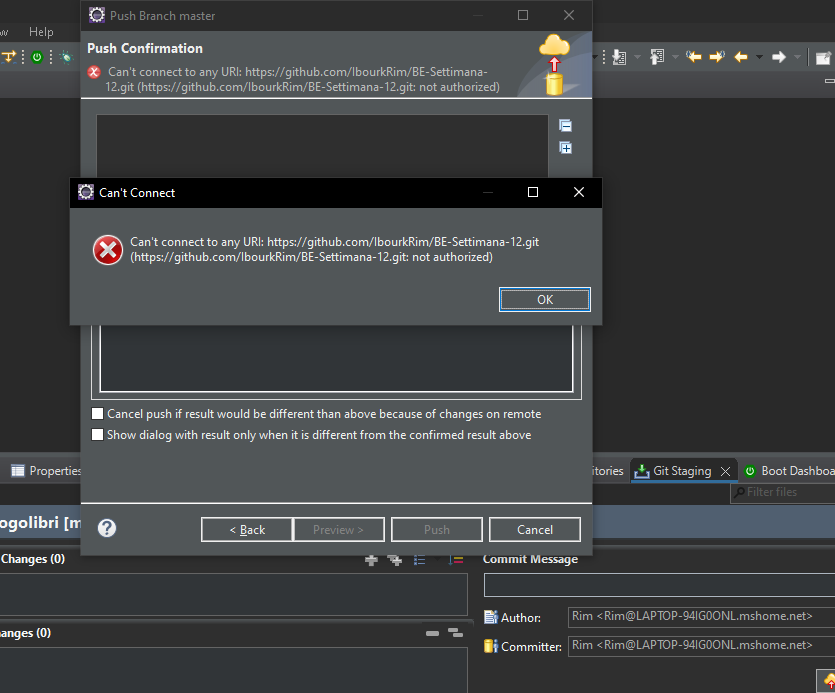 Push Branch master
w Help
Push Confirmation
Can't connect to any URI: https://github.com/IbourkRim/BE-Settimana-
12.git (https://github.com/IbourkRim/BE-Settimana-12.git: not authorized)
Can't Connect
Can't connect to any URI: https://github.com/IbourkRim/BE-Settimana-12.git
(https://github.com/IbourkRim/BE-Settimana-12.git: not authorized)
OK
Cancel push if result would be different than above because of changes on remote
Show dialog with result only when it is different from the confirmed result above
Properties
itories
Git Staging
Boot Dashboa
Filter files
ogolibri [m
< Back
Preview >
Push
Cancel
Changes (0)
Commit Message
Author:
Rim <Rim@LAPTOP-94IG0ONL.mshome.net>
anges (0)
Committer:
Rim <Rim@LAPTOP-94IG0ONL.mshome.net>